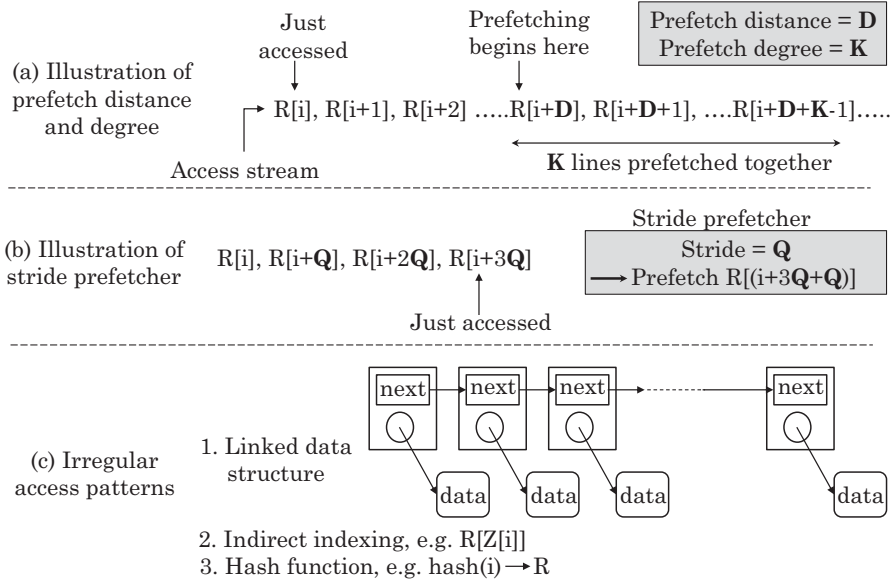 Just
accessed
Prefetching
begins here
Prefetch distance = D
Prefetch degree = K
(a) Illustration of
prefetch distance
and degree
R[i], R[i+1], R[i+2] .....R[i+D], R[i+D+1], ....R[i+D+K-1].....
Access stream
K lines prefetched together
(b) Illustration of
stride prefetcher
R[i], R[i+Q], R[i+2Q], R[i+3Q]
Just accessed
Stride prefetcher
Stride = Q
Prefetch R[(i+3Q+Q)]
(c) Irregular
access patterns
1. Linked data
structure
next
next
next
next
data
data
data
data
2. Indirect indexing, e.g. R[Z[i]]
3. Hash function, e.g. hash(i) → R